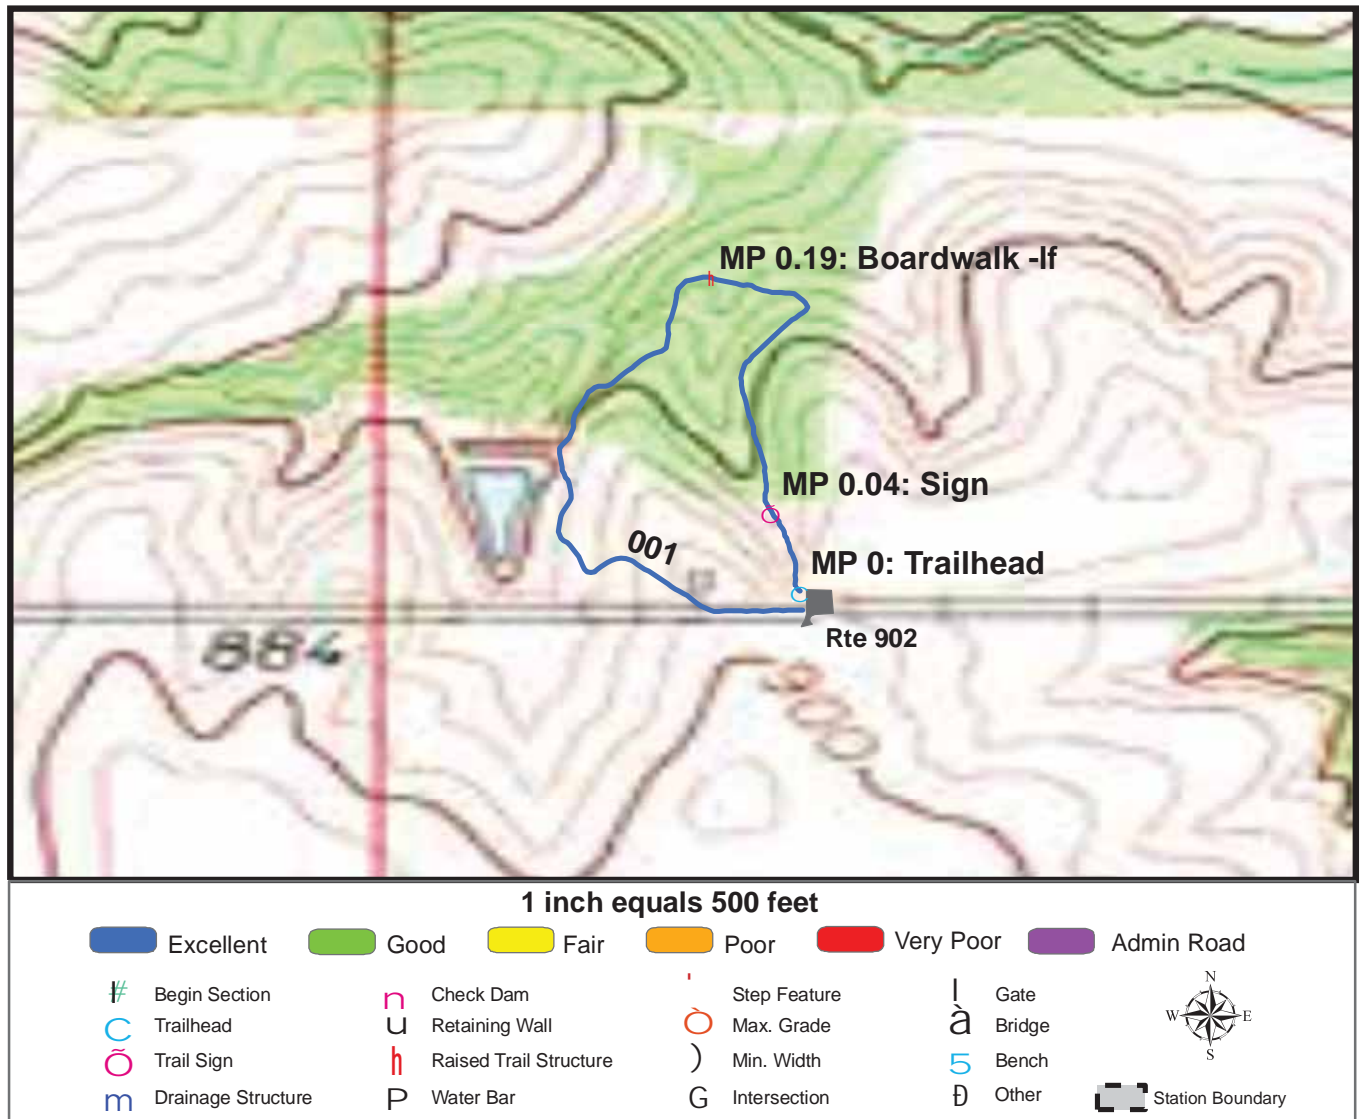 MP 0.19: Boardwalk -lf
MP 0.04: Sign
001
MP 0: Trailhead
Rte 902
884
900
1 inch equals 500 feet
Excellent
Good
Fair
Poor
Very Poor
Admin Road
# Begin Section
C Trailhead
Õ Trail Sign
m Drainage Structure
n Check Dam
u Retaining Wall
h Raised Trail Structure
P Water Bar
' Step Feature
Ò Max. Grade
) Min. Width
G Intersection
l Gate
à Bridge
5 Bench
Ð Other
N
W E
S
Station Boundary